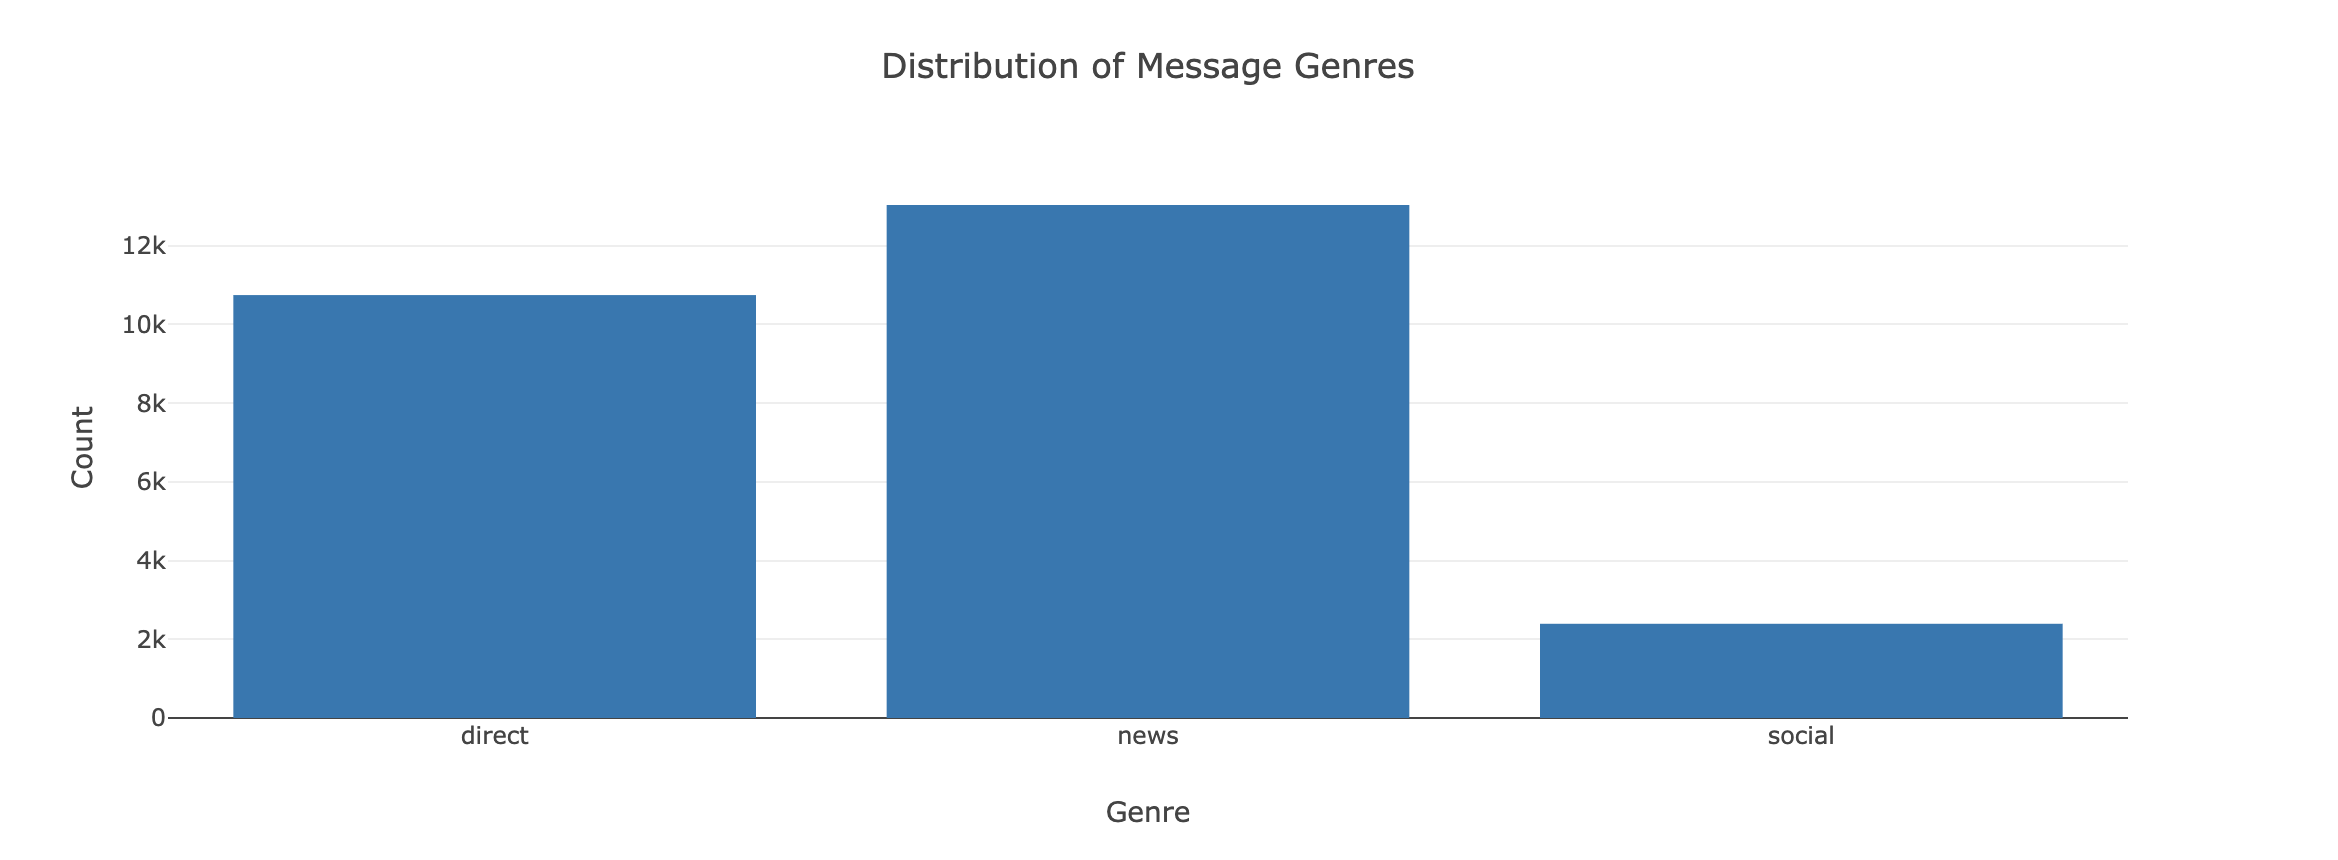 Distribution of Message Genres
12k
10k
8k
6k
4k
2k
0
Count
direct
news
social
Genre